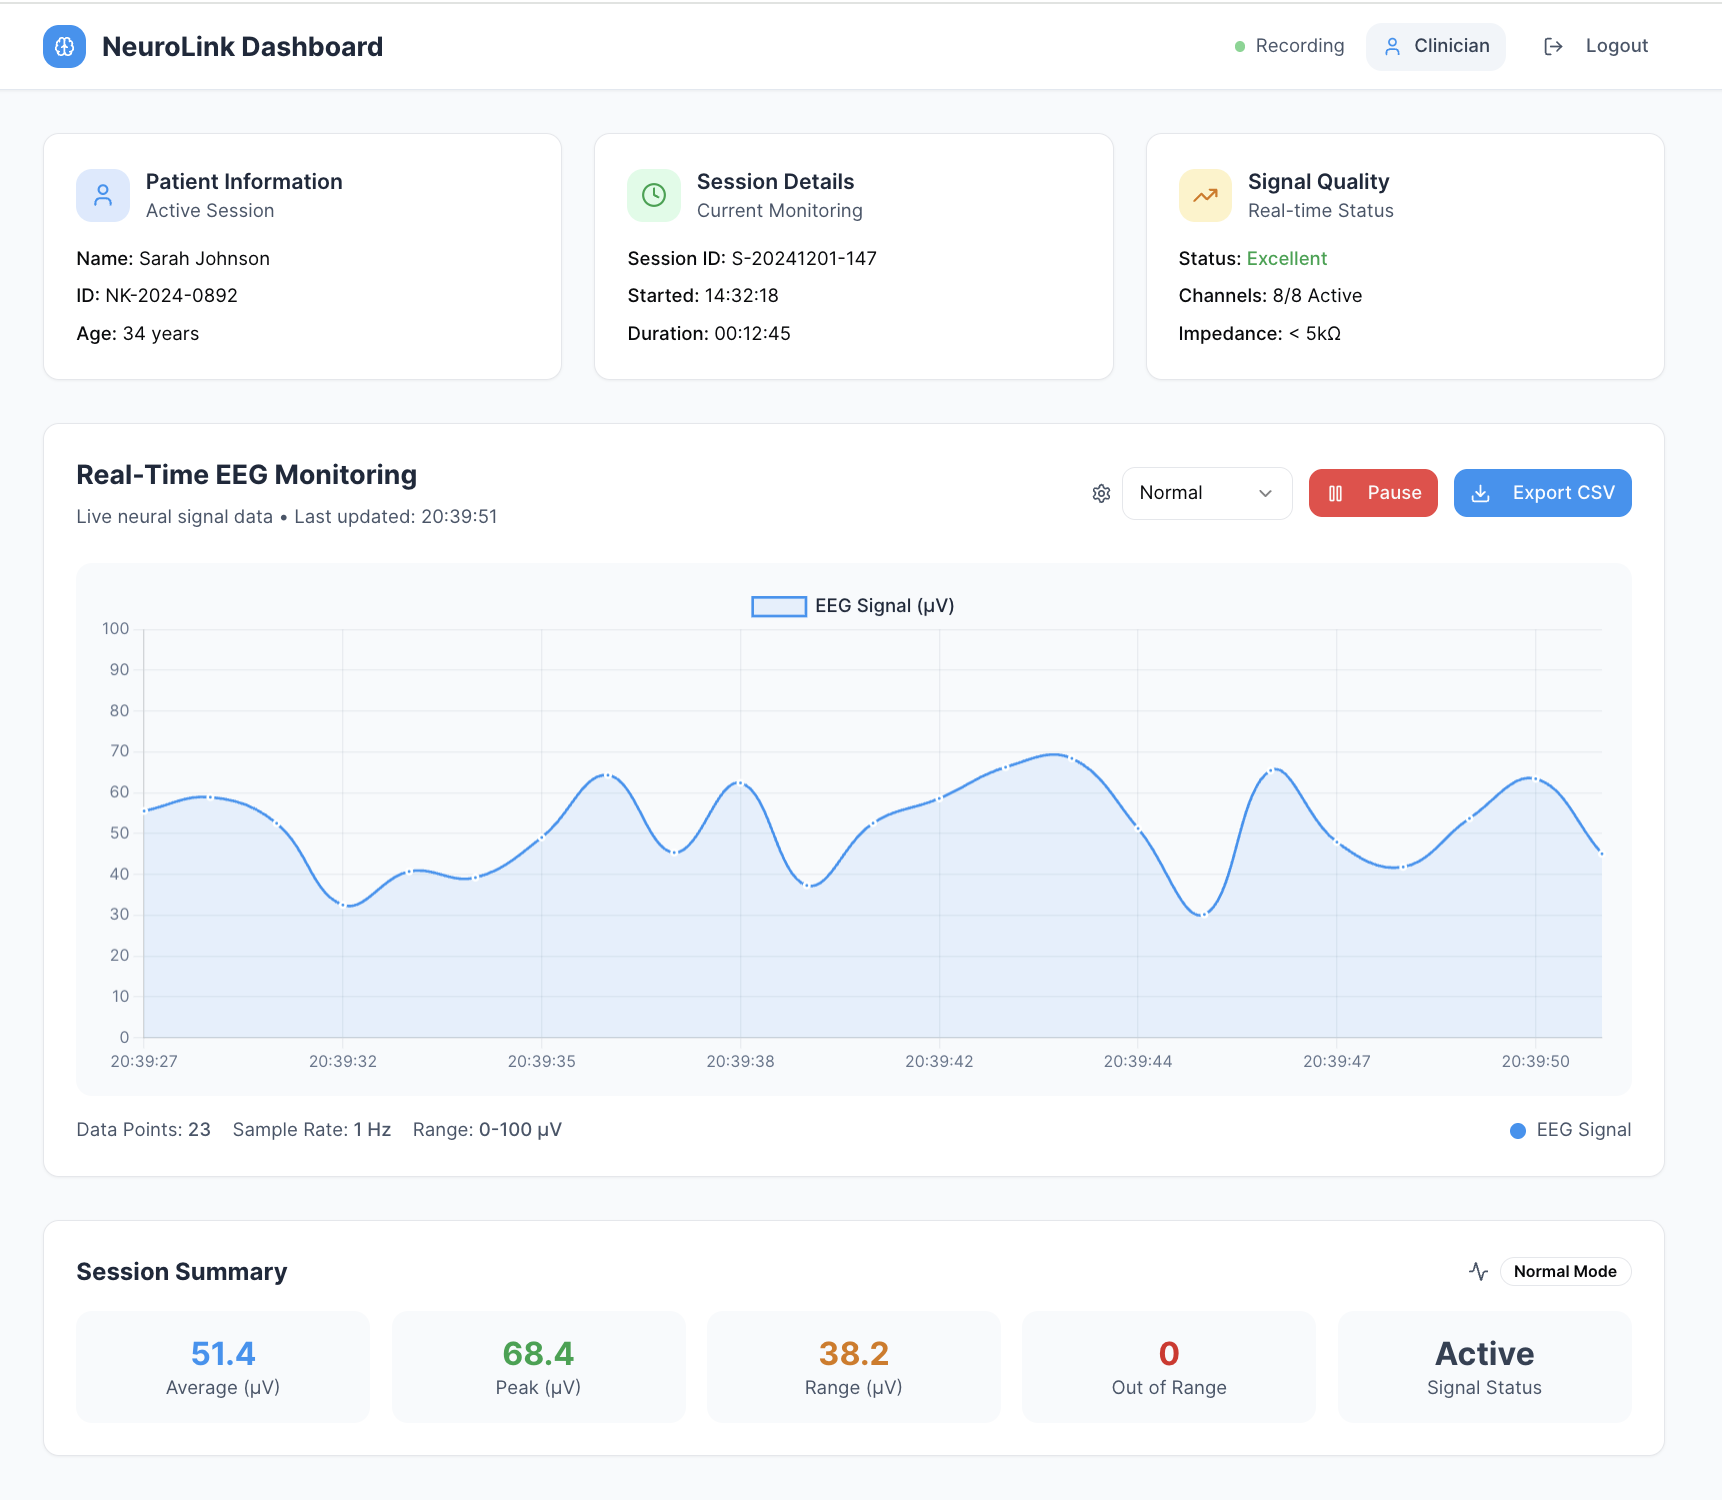 NeuroLink Dashboard
Recording
Clinician
Logout
Patient Information
Active Session
Name: Sarah Johnson
ID: NK-2024-0892
Age: 34 years
Session Details
Current Monitoring
Session ID: S-20241201-147
Started: 14:32:18
Duration: 00:12:45
Signal Quality
Real-time Status
Status: Excellent
Channels: 8/8 Active
Impedance: < 5kΩ
Real-Time EEG Monitoring
Live neural signal data • Last updated: 20:39:51
Normal
Pause
Export CSV
EEG Signal (µV)
100
90
80
70
60
50
40
30
20
10
0
20:39:27
20:39:32
20:39:35
20:39:38
20:39:42
20:39:44
20:39:47
20:39:50
Data Points: 23 Sample Rate: 1 Hz Range: 0-100 µV
EEG Signal
Session Summary
Normal Mode
51.4
Average (µV)
68.4
Peak (µV)
38.2
Range (µV)
0
Out of Range
Active
Signal Status